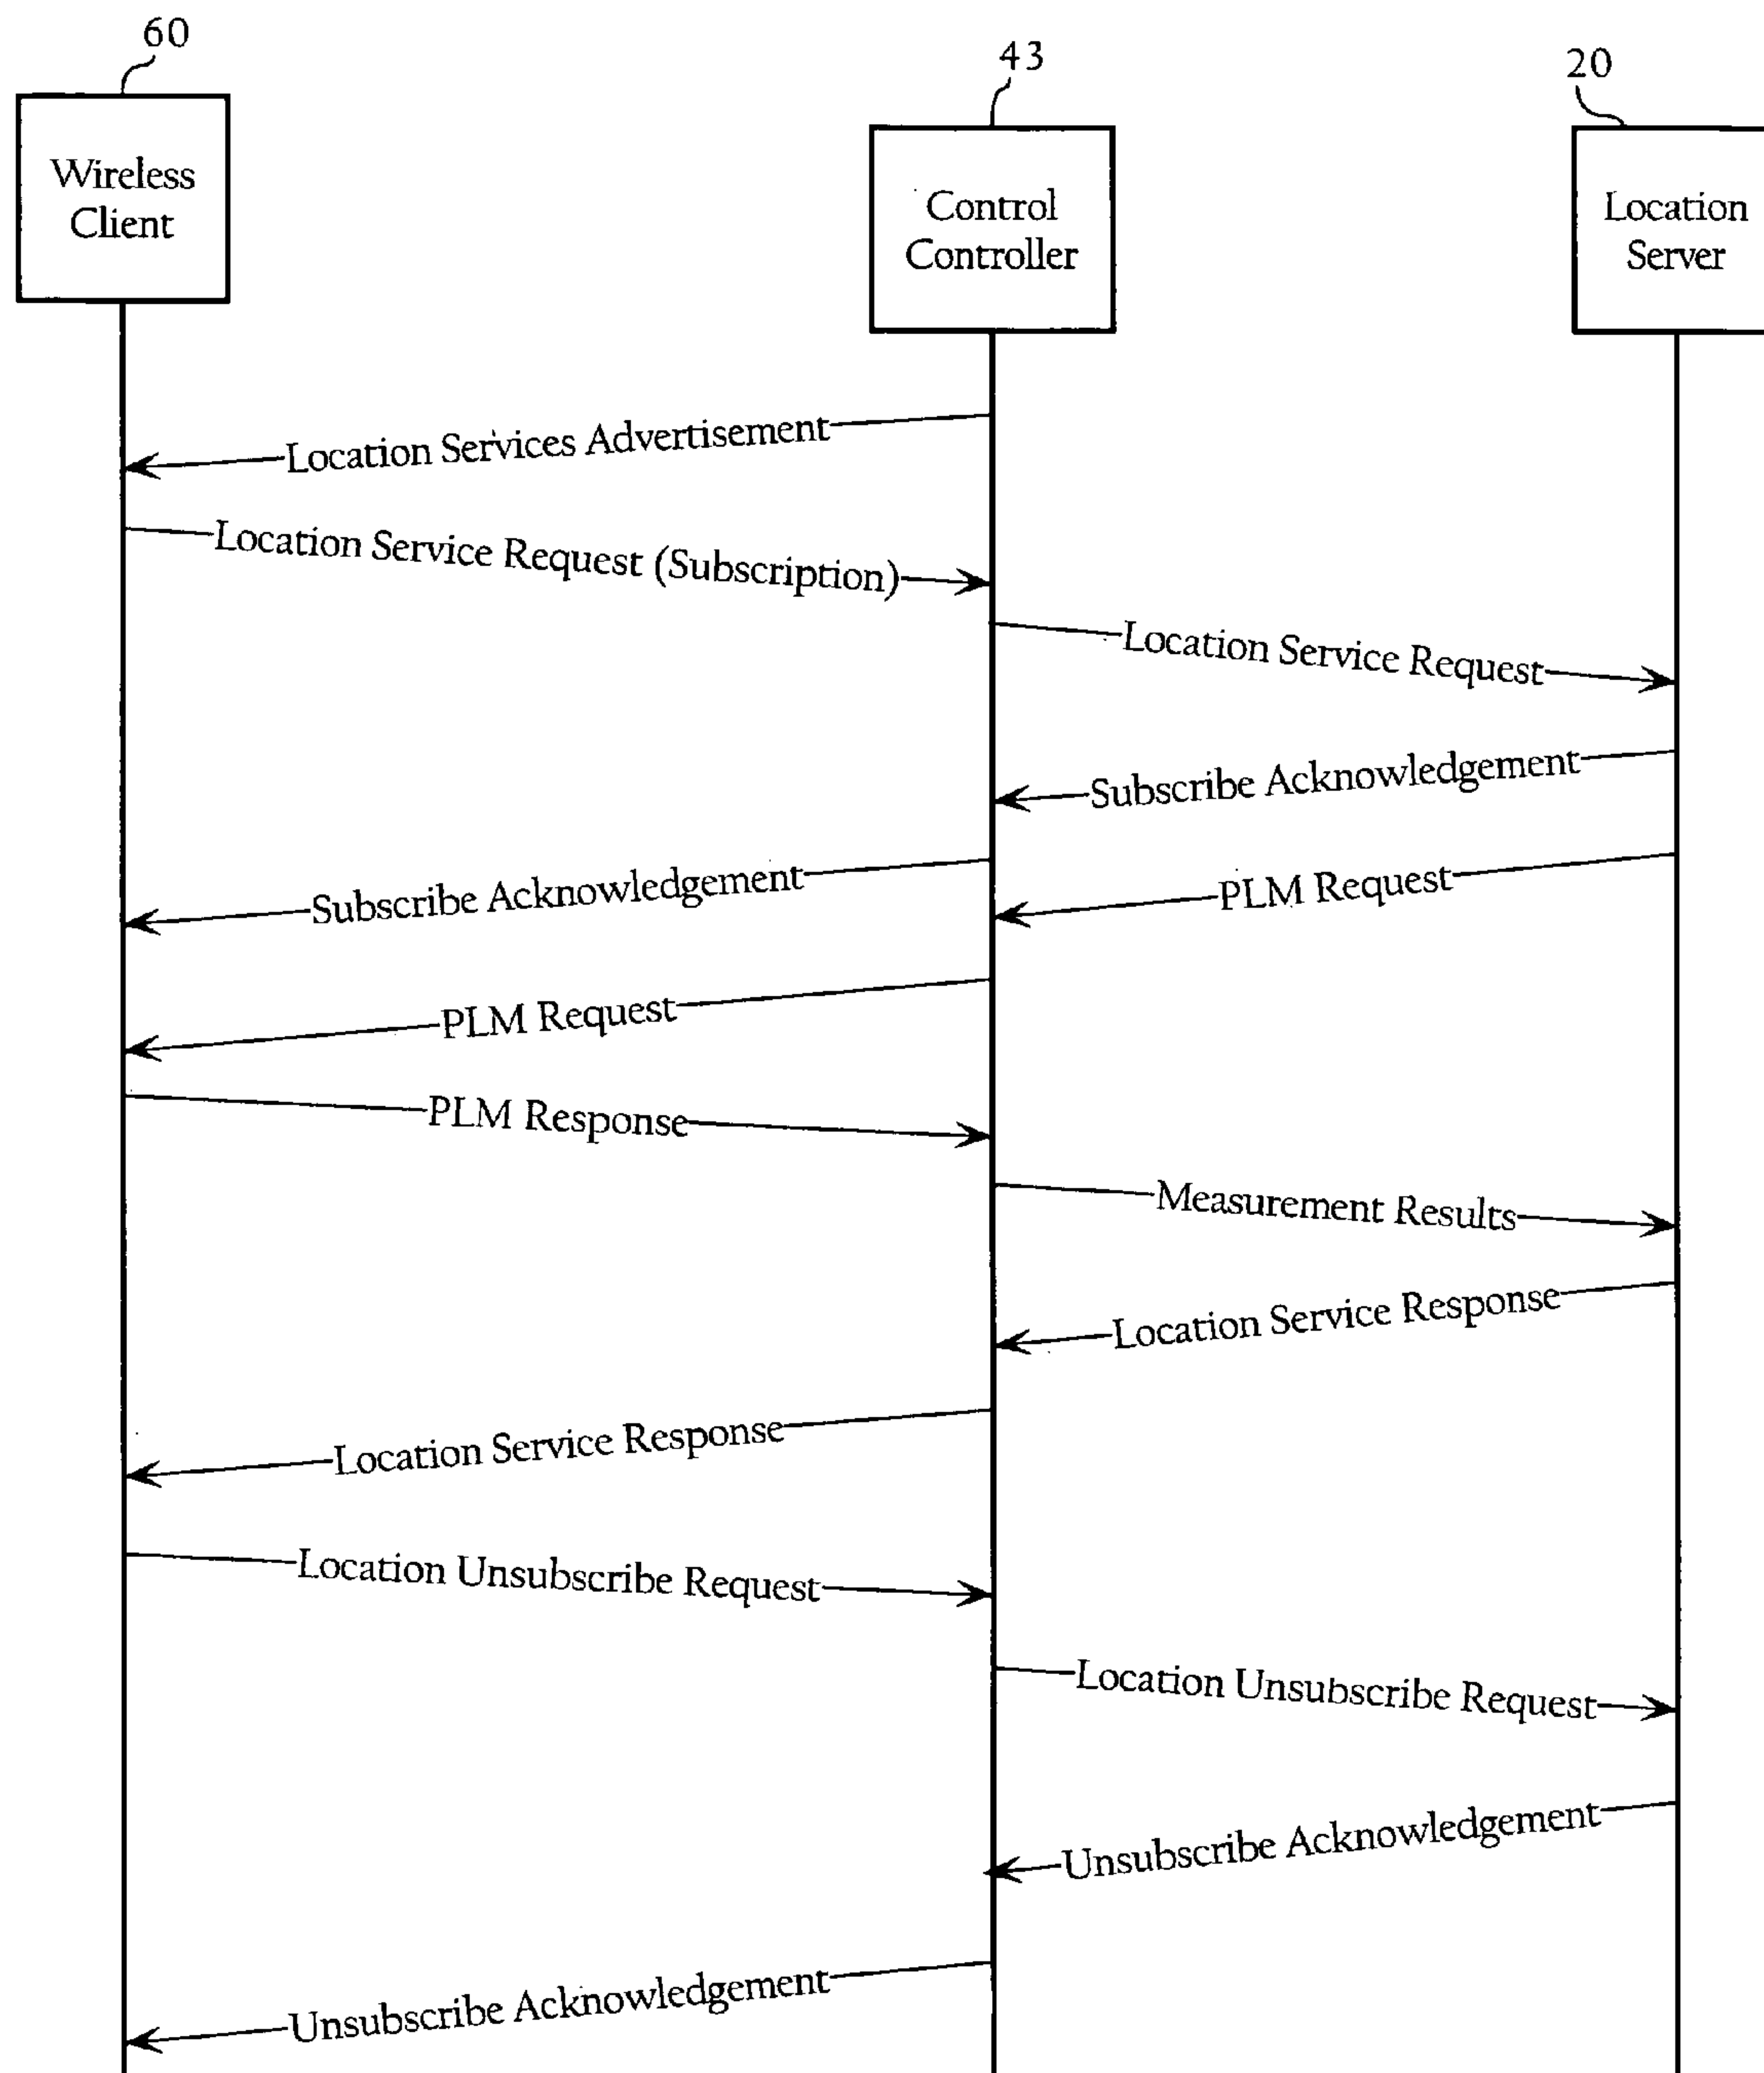 60
43
20
Wireless
Client
Control
Controller
Location
Server
Location Services Advertisement
Location Service Request (Subscription)
Location Service Request
Subscribe Acknowledgement
Subscribe Acknowledgement
PLM Request
PLM Request
PLM Response
Measurement Results
Location Service Response
Location Service Response
Location Unsubscribe Request
Location Unsubscribe Request
Unsubscribe Acknowledgement
Unsubscribe Acknowledgement